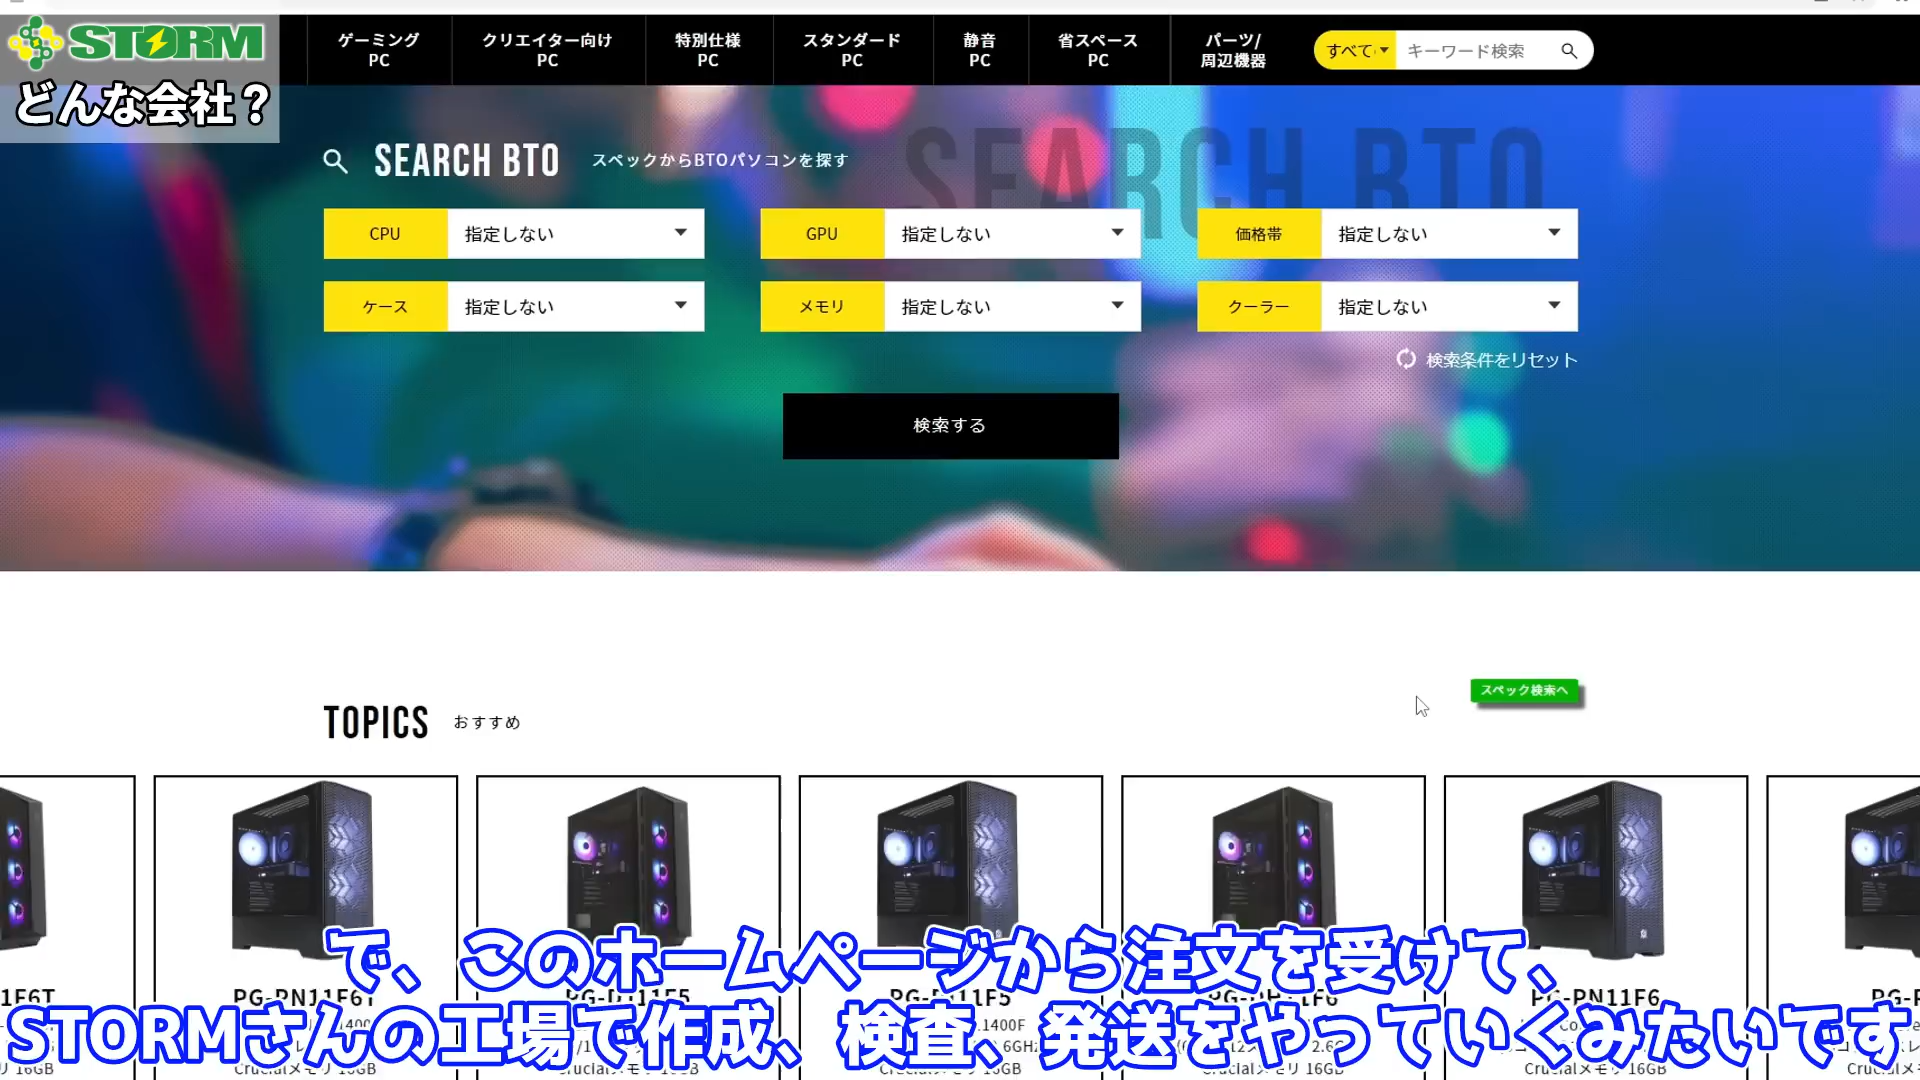 STORM
どんな会社？
ゲーミング
PC
クリエイター向け
PC
特別仕様
PC
スタンダード
PC
静音
PC
省スペース
PC
パーツ/
周辺機器
すべて
キーワード検索
SEARCH BTO
SEARCH BTO スペックからBTOパソコンを探す
CPU 指定しない
GPU 指定しない
価格帯 指定しない
ケース 指定しない
メモリ 指定しない
クーラー 指定しない
検索条件をリセット
検索する
スペック検索へ
TOPICS おすすめ
で、このホームページから注文を受けて、
STORMさんの工場で作成、検査、発送をやっていくみたいです